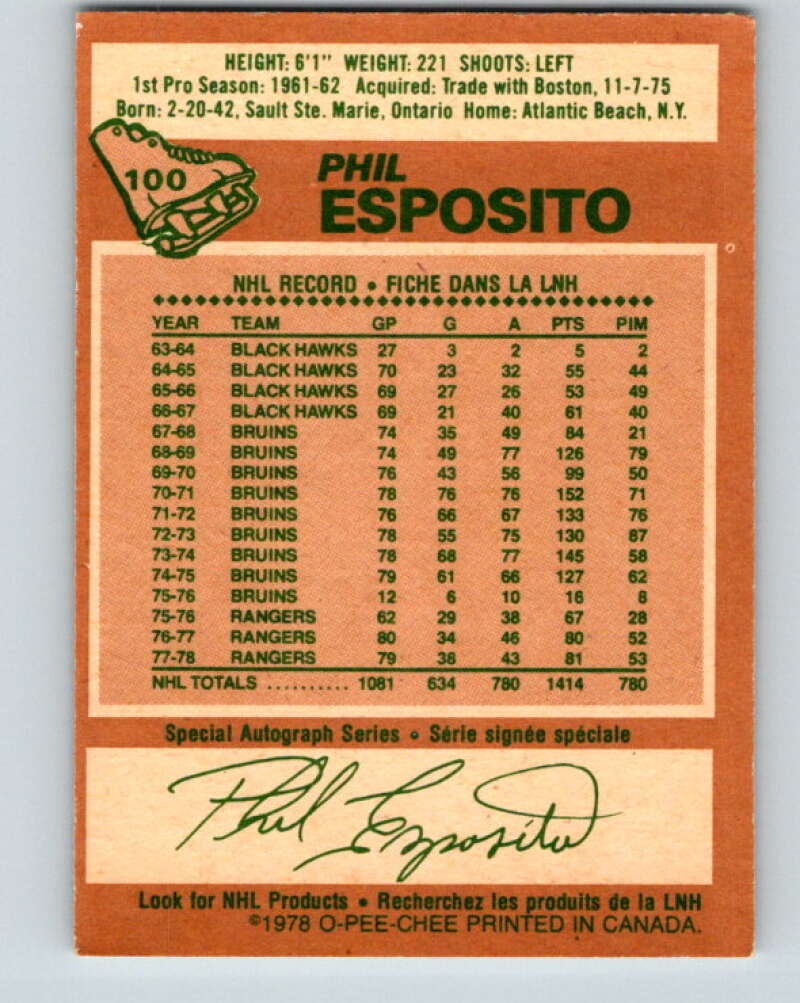 HEIGHT: 6'1" WEIGHT: 221 SHOOTS: LEFT
1st Pro Season: 1961-62 Acquired: Trade with Boston, 11-7-75
Born: 2-20-42, Sault Ste. Marie, Ontario Home: Atlantic Beach, N.Y.
100
PHIL
ESPOSITO
NHL RECORD • FICHE DANS LA LNH
YEAR TEAM GP G A PTS PIM
63-64 BLACK HAWKS 27 3 2 5 2
64-65 BLACK HAWKS 70 23 32 55 44
65-66 BLACK HAWKS 69 27 26 53 49
66-67 BLACK HAWKS 69 21 40 61 40
67-68 BRUINS 74 35 49 84 21
68-69 BRUINS 74 49 77 126 79
69-70 BRUINS 76 43 56 99 50
70-71 BRUINS 78 76 76 152 71
71-72 BRUINS 76 66 67 133 76
72-73 BRUINS 78 55 75 130 87
73-74 BRUINS 78 68 77 145 58
74-75 BRUINS 79 61 66 127 62
75-76 BRUINS 12 6 10 16 8
75-76 RANGERS 62 29 38 67 28
76-77 RANGERS 80 34 46 80 52
77-78 RANGERS 79 38 43 81 53
NHL TOTALS .......... 1081 634 780 1414 780
Special Autograph Series • Série signée spéciale
Phil Esposito
Look for NHL Products • Recherchez les produits de la LNH
©1978 O-PEE-CHEE PRINTED IN CANADA.